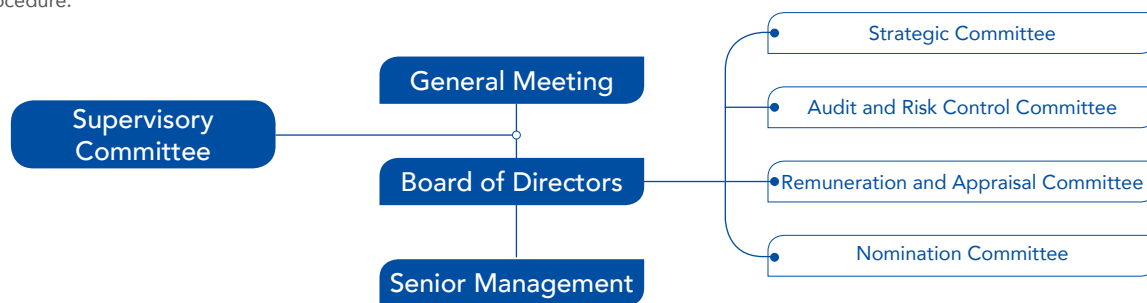 ocedure.
General Meeting
Supervisory
Committee
Board of Directors
Senior Management
Strategic Committee
Audit and Risk Control Committee
Remuneration and Appraisal Committee
Nomination Committee